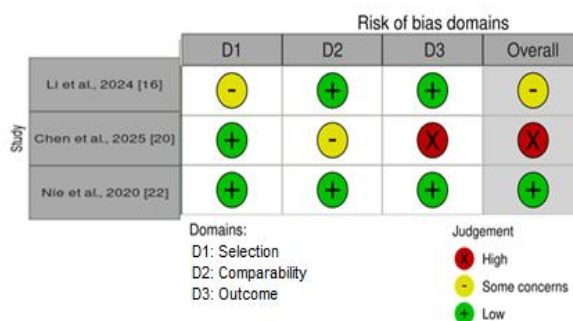 Risk of bias domains
D1 D2 D3 Overall
Study
Li et al., 2024 [16] - + + -
Chen et al., 2025 [20] + - X X
Nie et al., 2020 [22] + + + +
Domains:
D1: Selection
D2: Comparability
D3: Outcome
Judgement
X High
- Some concerns
+ Low